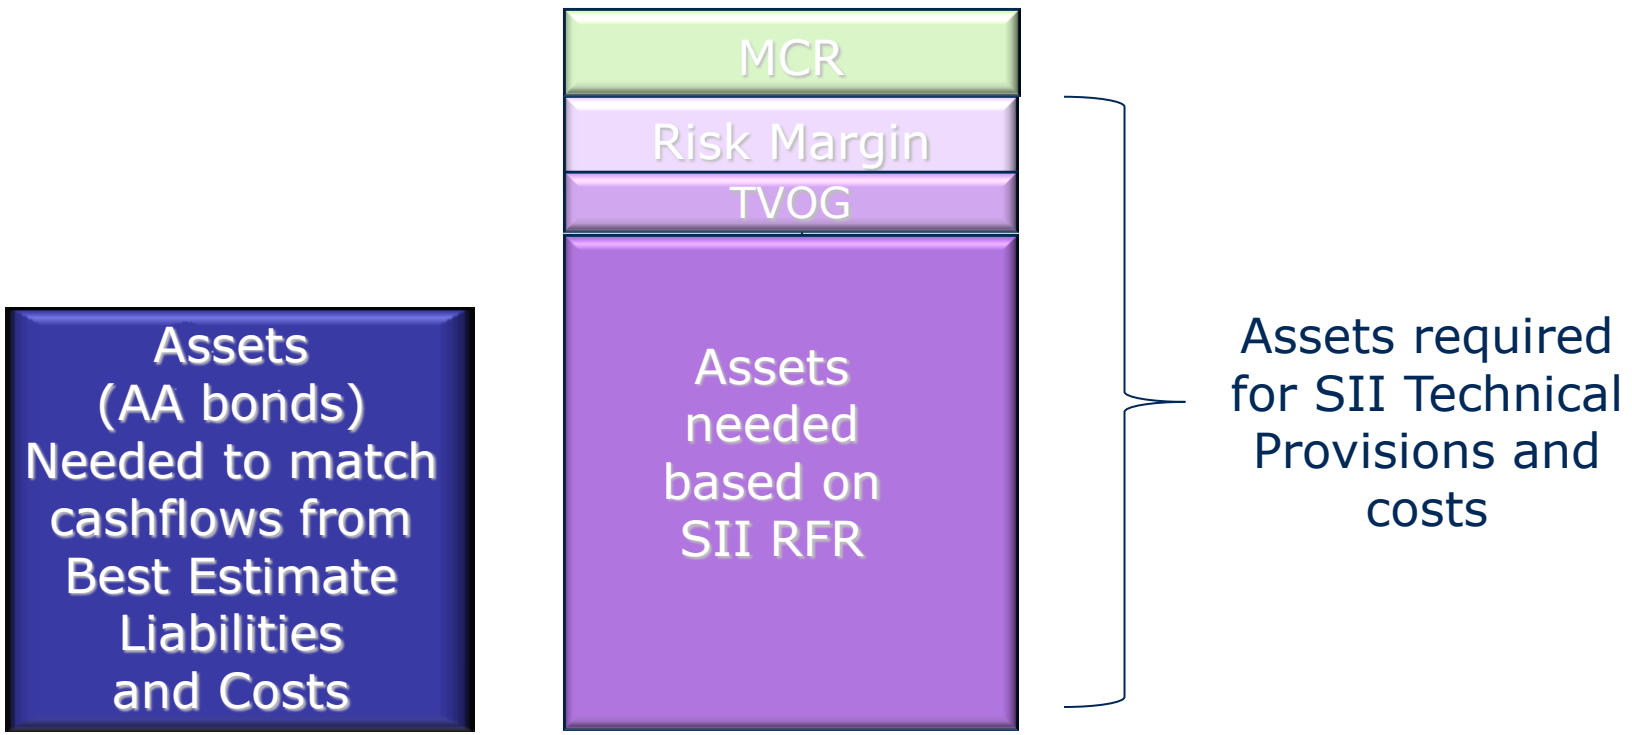 MCR
Risk Margin
TVOG
Assets
needed
based on
SII RFR
Assets
(AA bonds)
Needed to match
cashflows from
Best Estimate
Liabilities
and Costs
Assets required
for SII Technical
Provisions and
costs